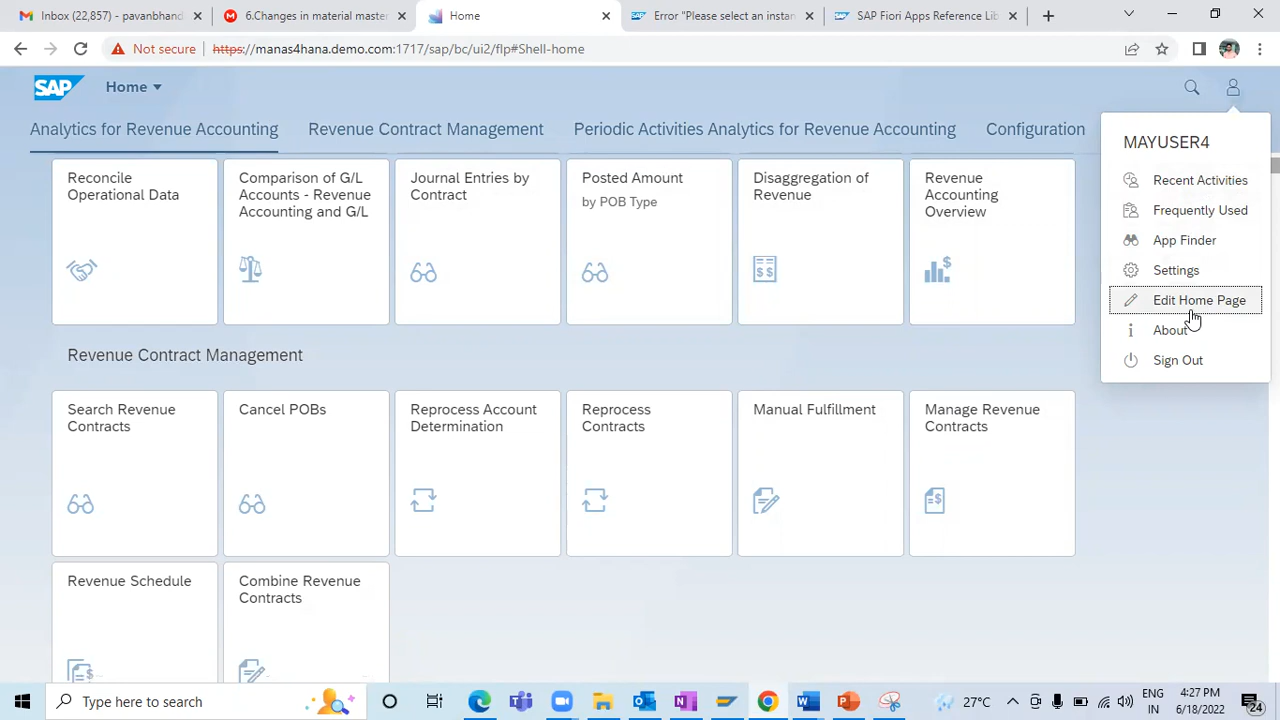 Inbox (22,857) - pavanbhand
6.Changes in material master
Home
Error "Please select an instan
SAP Fiori Apps Reference Lib
Not secure
https://manas4hana.demo.com:1717/sap/bc/ui2/flp#Shell-home
SAP
Home
Analytics for Revenue Accounting
Revenue Contract Management
Periodic Activities Analytics for Revenue Accounting
Configuration
MAYUSER4
Recent Activities
Frequently Used
App Finder
Settings
Edit Home Page
About
Sign Out
Reconcile
Operational Data
Comparison of G/L
Accounts - Revenue
Accounting and G/L
Journal Entries by
Contract
Posted Amount
by POB Type
Disaggregation of
Revenue
Revenue
Accounting
Overview
Revenue Contract Management
Search Revenue
Contracts
Cancel POBs
Reprocess Account
Determination
Reprocess
Contracts
Manual Fulfillment
Manage Revenue
Contracts
Revenue Schedule
Combine Revenue
Contracts
Type here to search
27°C
ENG
IN
4:27 PM
6/18/2022
24